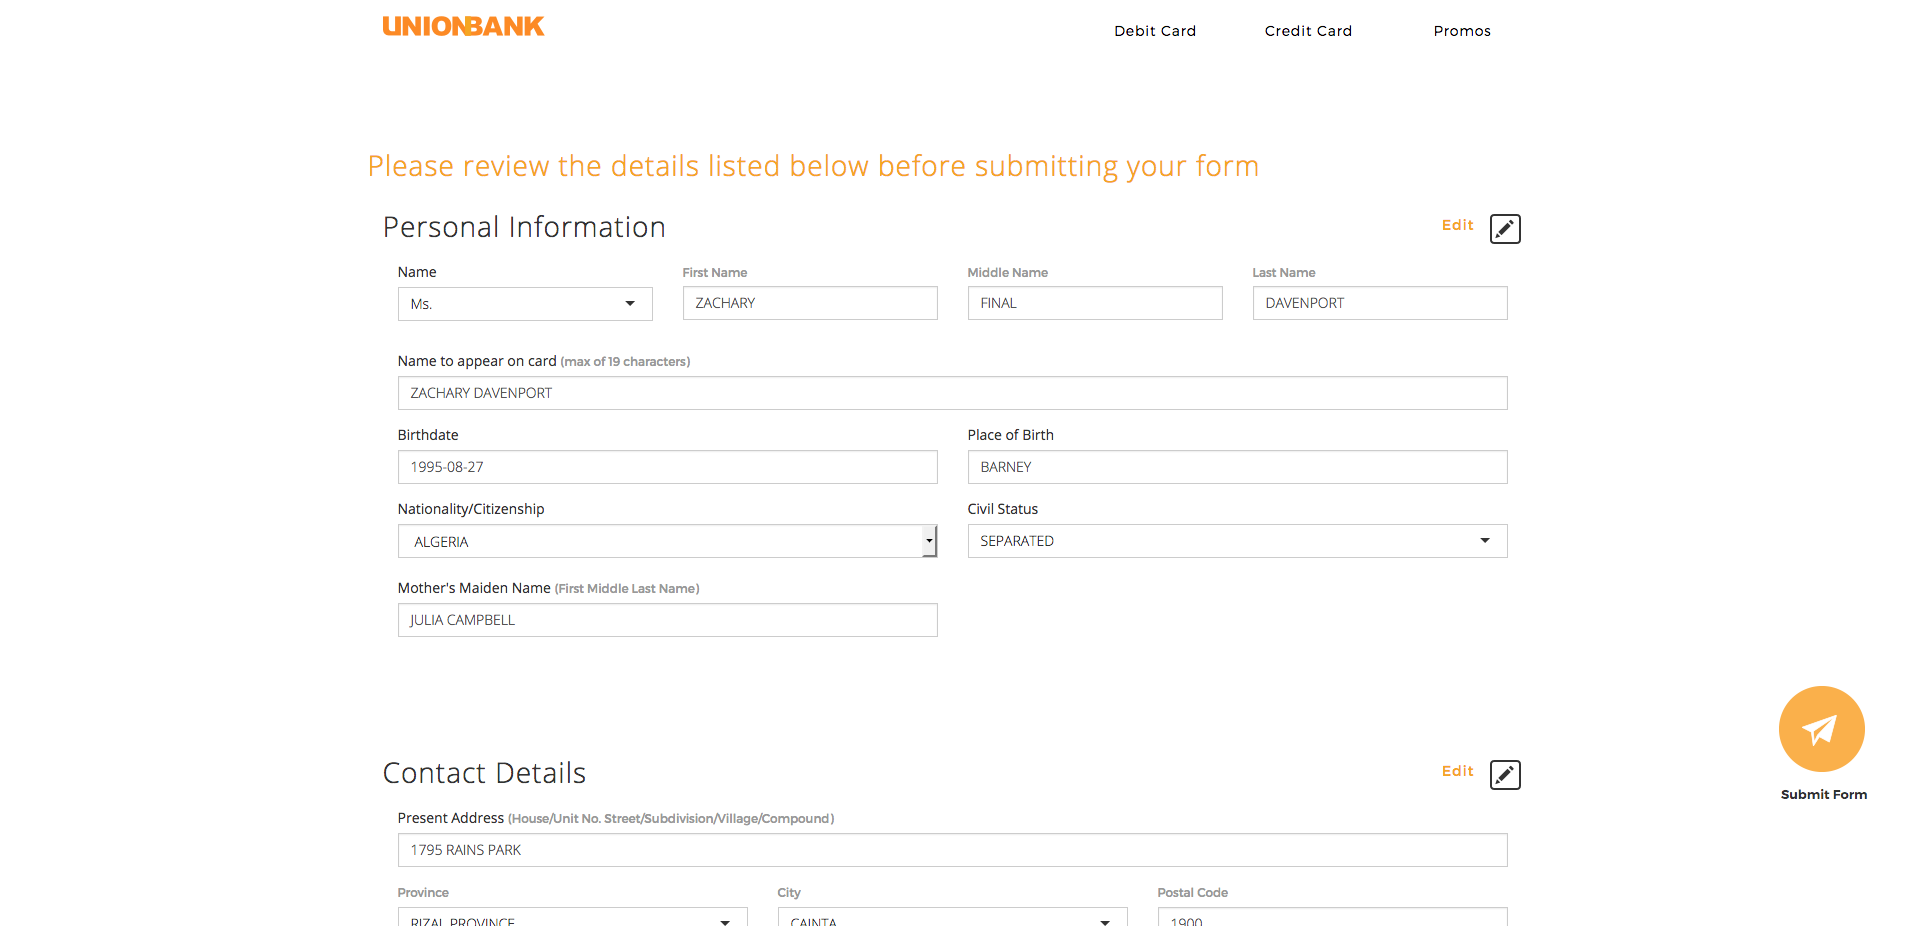 UNIONBANK
Debit Card Credit Card Promos
Please review the details listed below before submitting your form
Personal Information Edit
Name First Name Middle Name Last Name
Ms. ZACHARY FINAL DAVENPORT
Name to appear on card (max of 19 characters)
ZACHARY DAVENPORT
Birthdate Place of Birth
1995-08-27 BARNEY
Nationality/Citizenship Civil Status
ALGERIA SEPARATED
Mother's Maiden Name (First Middle Last Name)
JULIA CAMPBELL
Submit Form
Contact Details Edit
Present Address (House/Unit No. Street/Subdivision/Village/Compound)
1795 RAINS PARK
Province City Postal Code
RIZAL PROVINCE CAINTA 1900